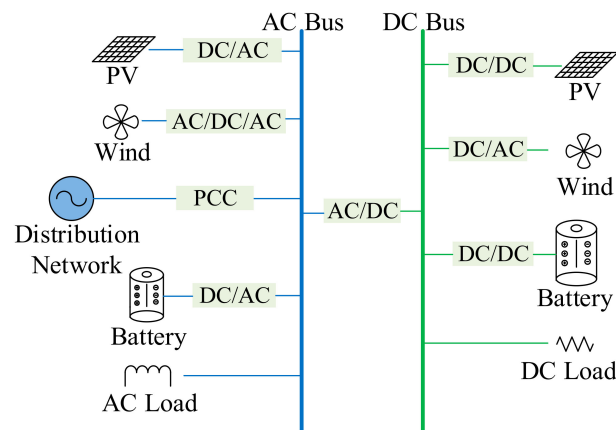 AC Bus
DC Bus
DC/AC
PV
AC/DC/AC
Wind
PCC
Distribution
Network
DC/AC
Battery
AC Load
AC/DC
DC/DC
PV
DC/AC
Wind
DC/DC
Battery
DC Load